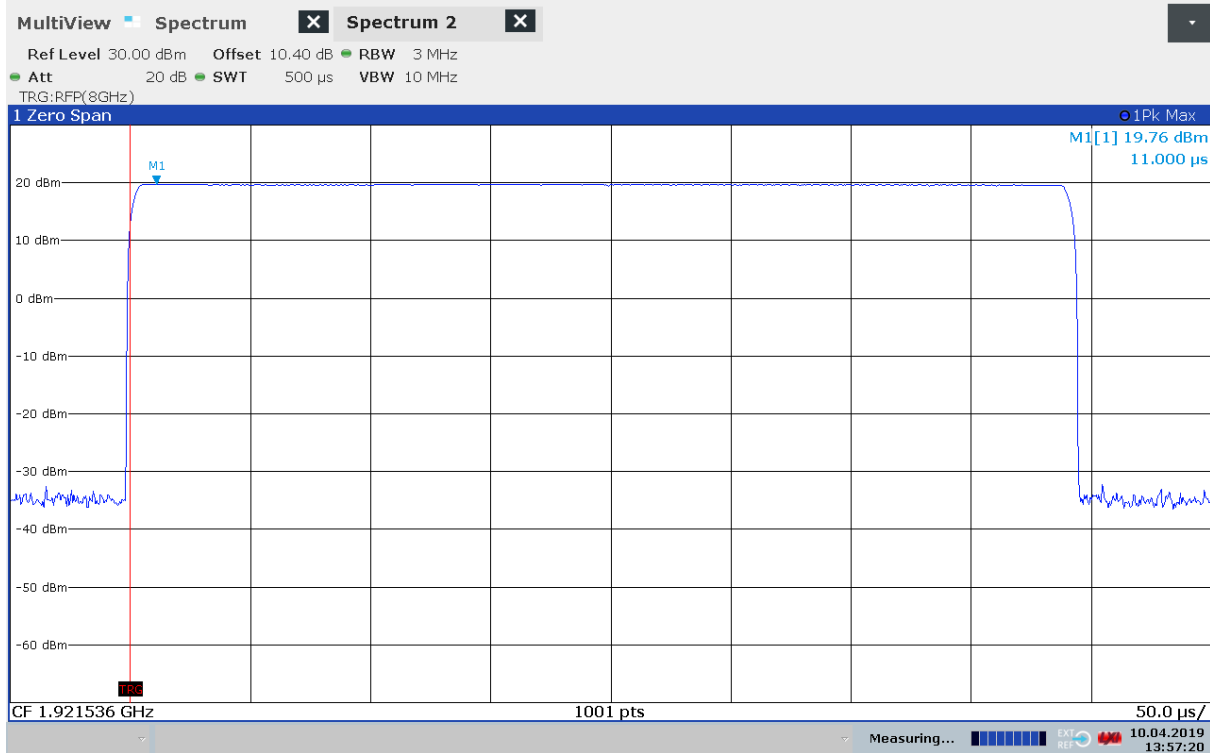 MultiView Spectrum X Spectrum 2 X
Ref Level 30.00 dBm Offset 10.40 dB RBW 3 MHz
Att 20 dB SWT 500 µs VBW 10 MHz
TRG:RFP(8GHz)
1 Zero Span 1Pk Max
M1[1] 19.76 dBm
11.000 µs
M1
20 dBm
10 dBm
0 dBm
-10 dBm
-20 dBm
-30 dBm
-40 dBm
-50 dBm
-60 dBm
TRG
CF 1.921536 GHz 1001 pts 50.0 µs/
Measuring... EXT REF 10.04.2019
13:57:20